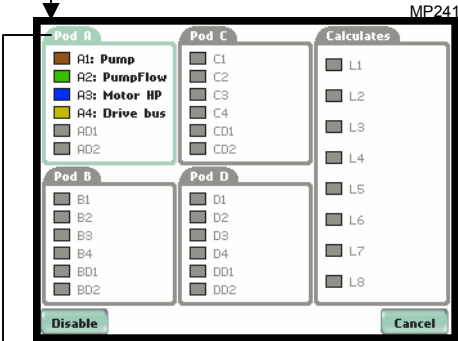 MP241
Pod A
A1: Pump
A2: PumpFlow
A3: Motor HP
A4: Drive bus
AD1
AD2
Pod C
C1
C2
C3
C4
CD1
CD2
Calculates
L1
L2
L3
L4
L5
L6
L7
L8
Pod B
B1
B2
B3
B4
BD1
BD2
Pod D
D1
D2
D3
D4
DD1
DD2
Disable
Cancel